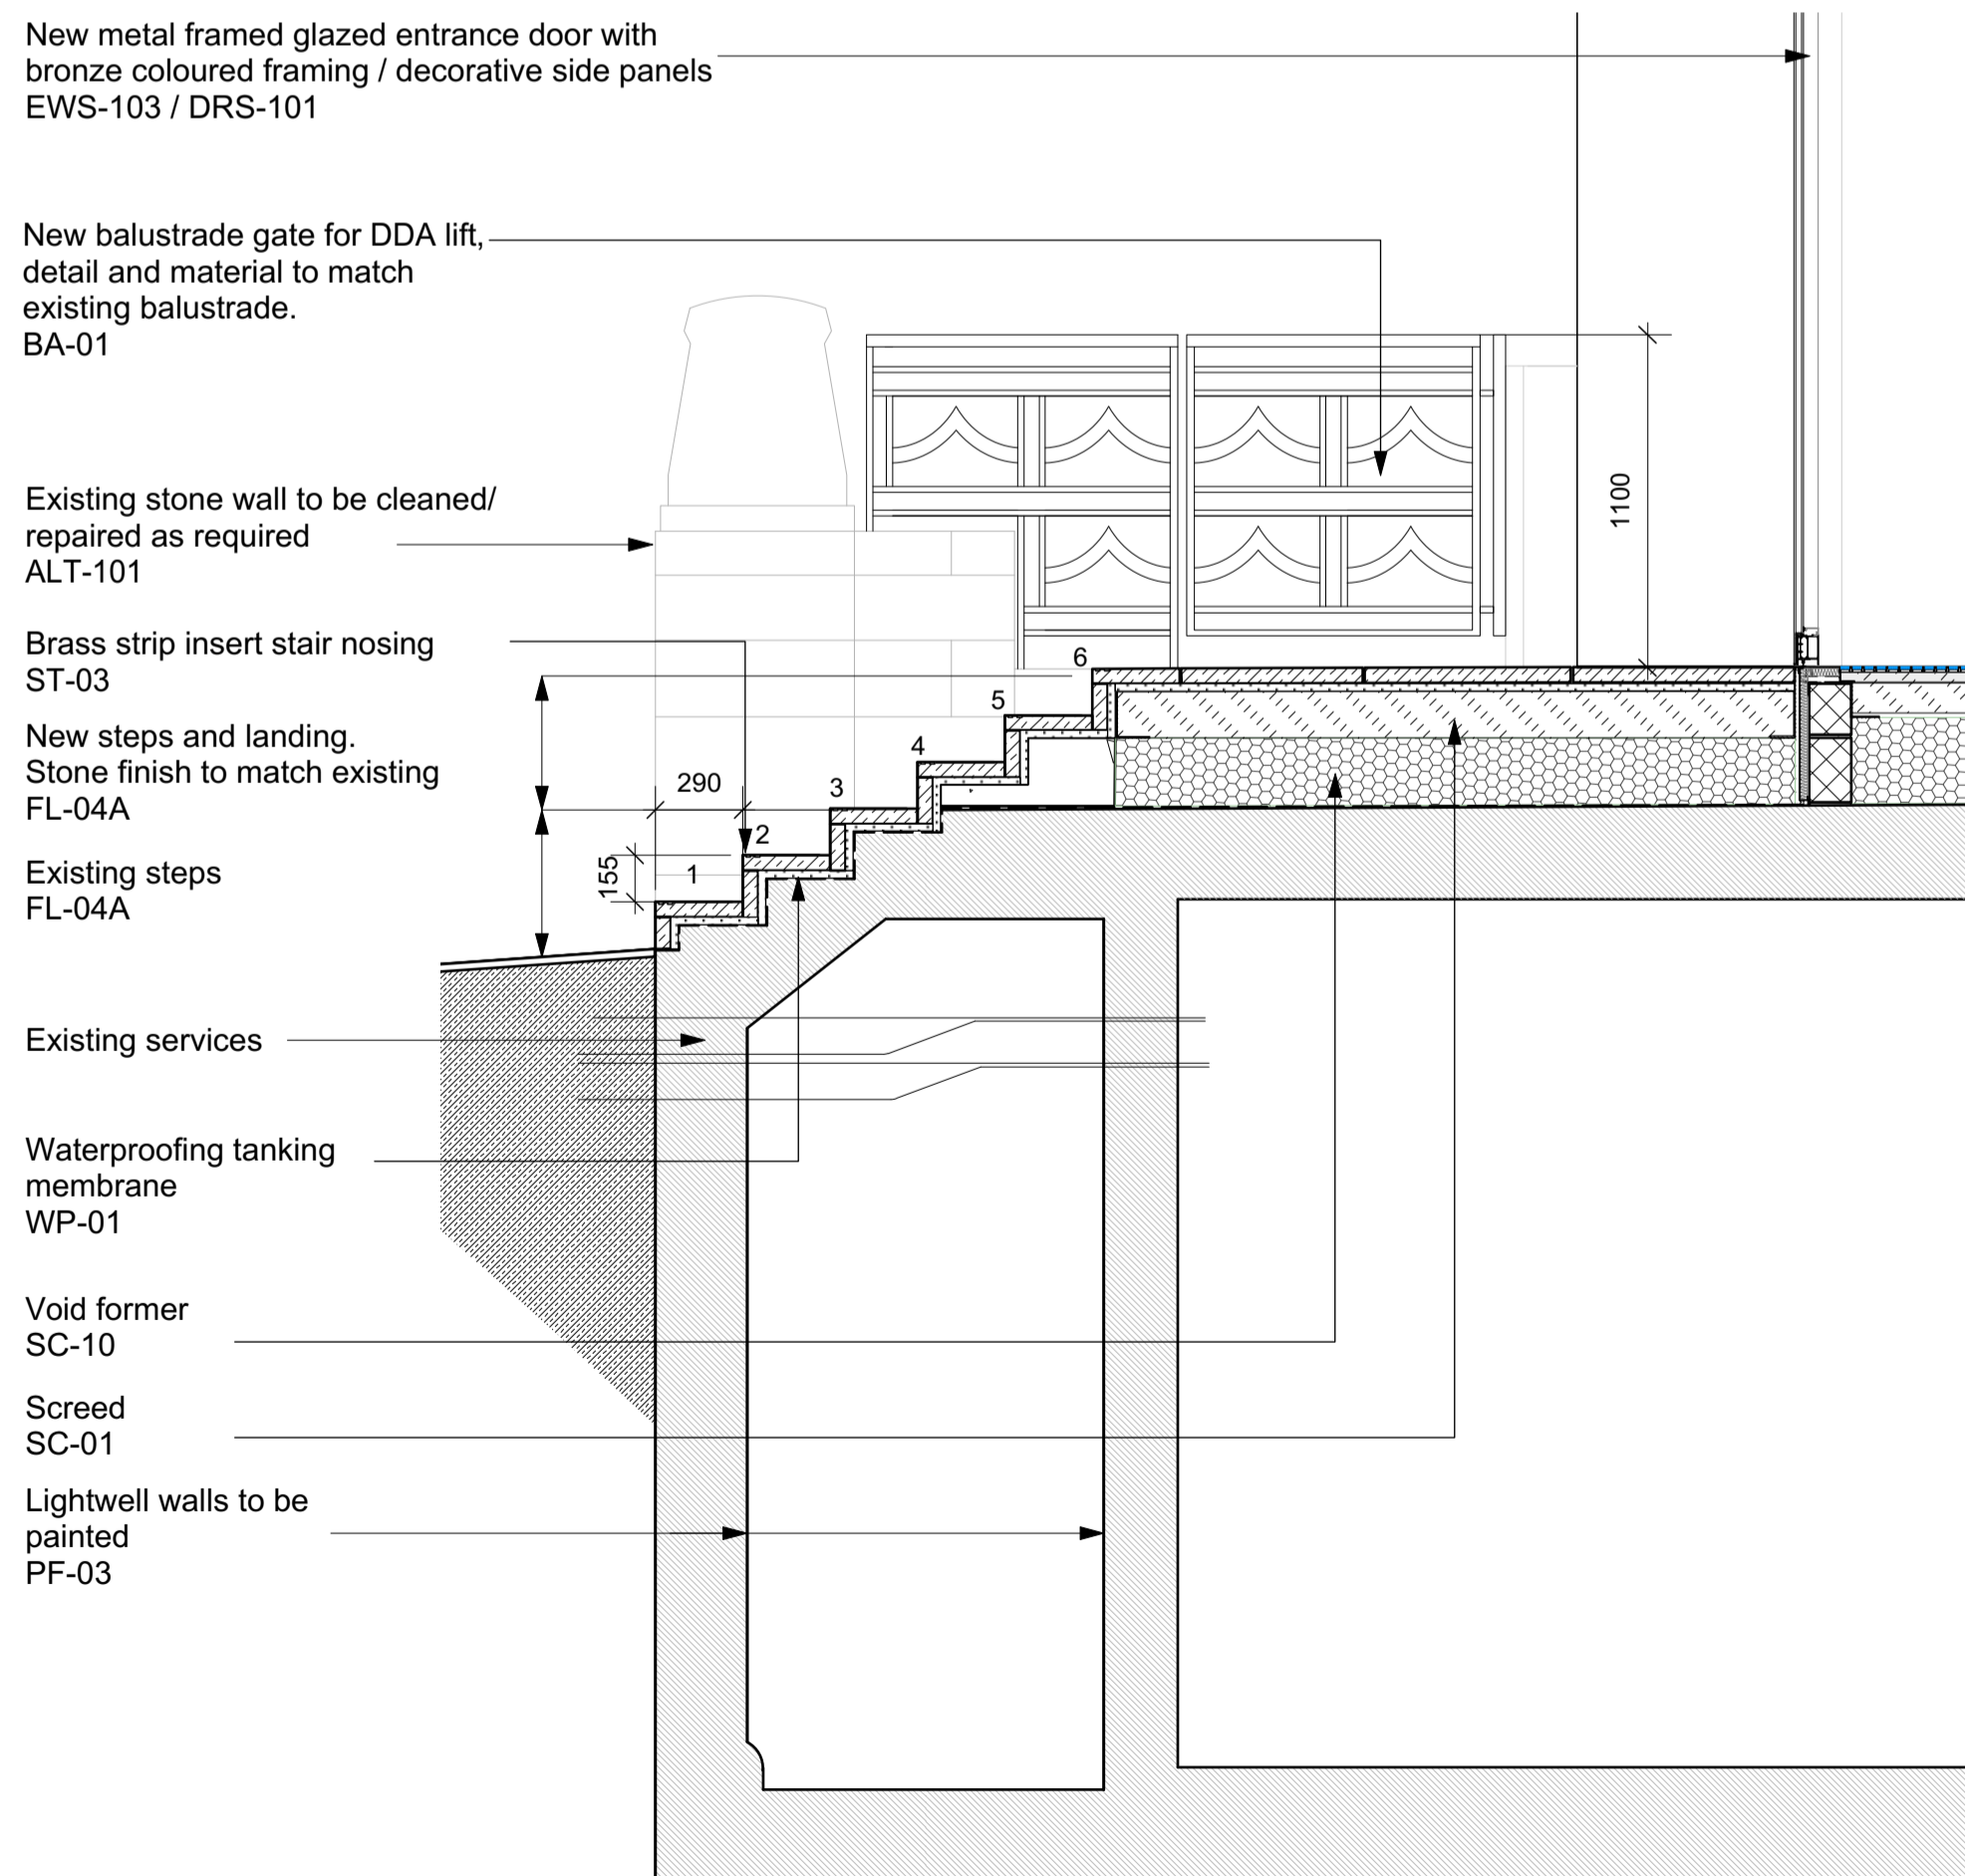 New metal framed glazed entrance door with
bronze coloured framing / decorative side panels
EWS-103 / DRS-101
New balustrade gate for DDA lift,
detail and material to match
existing balustrade.
BA-01
1100
Existing stone wall to be cleaned/
repaired as required
ALT-101
Brass strip insert stair nosing
ST-03
6
5
New steps and landing.
Stone finish to match existing
FL-04A
4
290
3
2
Existing steps
FL-04A
155
1
Existing services
Waterproofing tanking
membrane
WP-01
Void former
SC-10
Screed
SC-01
Lightwell walls to be
painted
PF-03